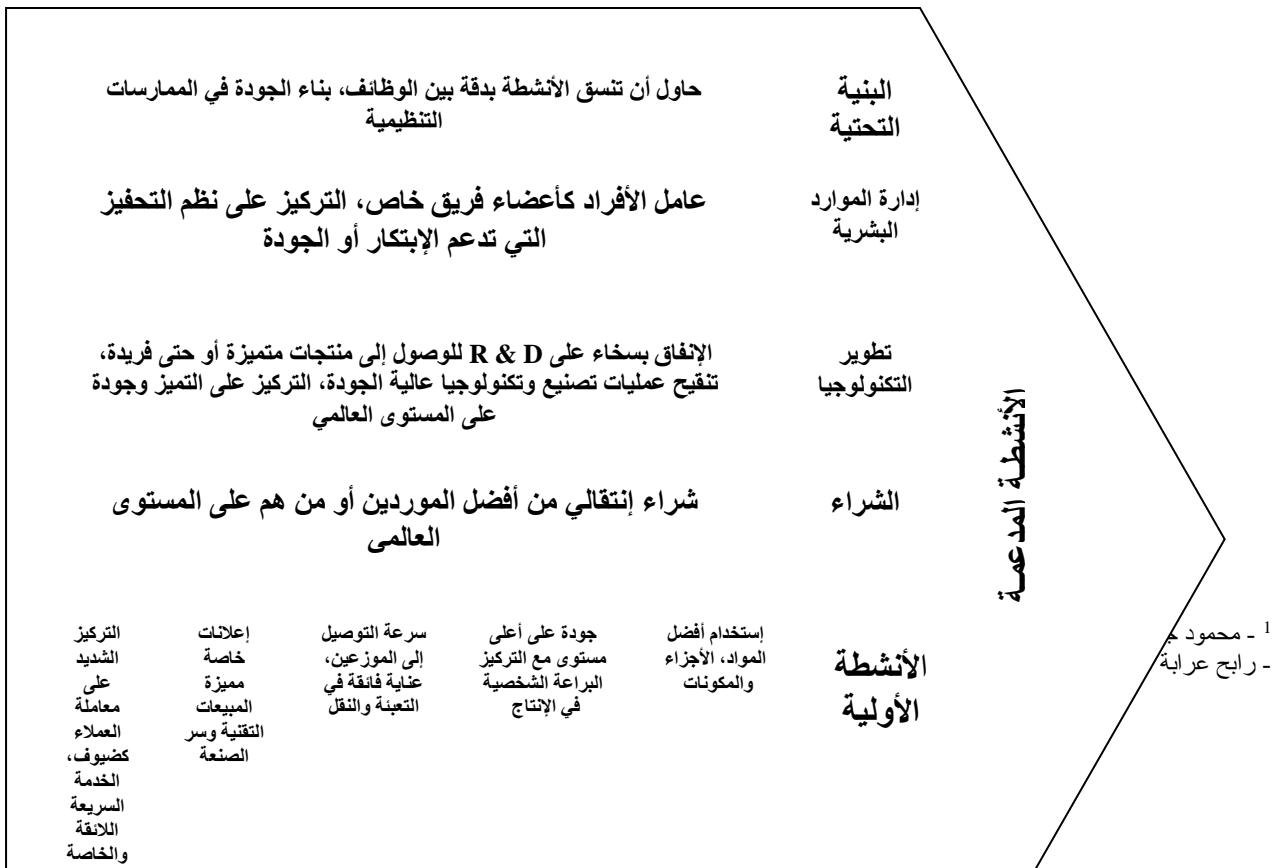 البنية
التحتية
حاول أن تنسق الأنشطة بدقة بين الوظائف، بناء الجودة في الممارسات
التنظيمية
إدارة الموارد
البشرية
عامل الأفراد كأعضاء فريق خاص، التركيز على نظم التحفيز
التي تدعم الإبتكار أو الجودة
تطوير
التكنولوجيا
الإنفاق بسخاء على R & D للوصول إلى منتجات متميزة أو حتى فريدة،
تنقيح عمليات تصنيع وتكنولوجيا عالية الجودة، التركيز على التميز وجودة
على المستوى العالمي
الشراء
شراء إنتقالي من أفضل الموردين أو من هم على المستوى
العالمى
الأنشطـة المدعمـة
الأنشطة
الأولية
إستخدام أفضل
المواد، الأجزاء
والمكونات
جودة على أعلى
مستوى مع التركيز
البراعة الشخصية
في الإنتاج
سرعة التوصيل
إلى الموزعين،
عناية فائقة في
التعبئة والنقل
إعلانات
خاصة
مميزة
المبيعات
التقنية وسر
الصنعة
التركيز
الشديد
على
معاملة
العملاء
كضيوف،
الخدمة
السريعة
اللائقة
والخاصة
1 - محمود
- رابح عرابة